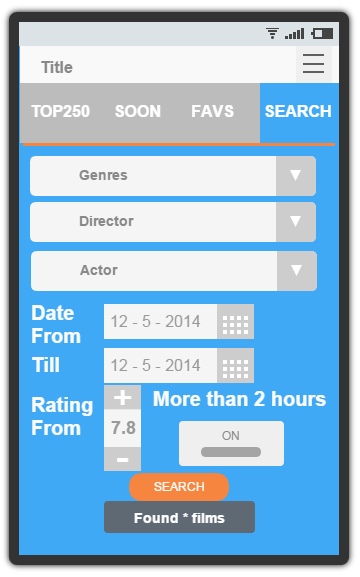 Title
TOP250 SOON FAVS SEARCH
Genres
Director
Actor
Date From 12 - 5 - 2014
Till 12 - 5 - 2014
Rating From + 7.8 -
More than 2 hours
ON
SEARCH
Found * films